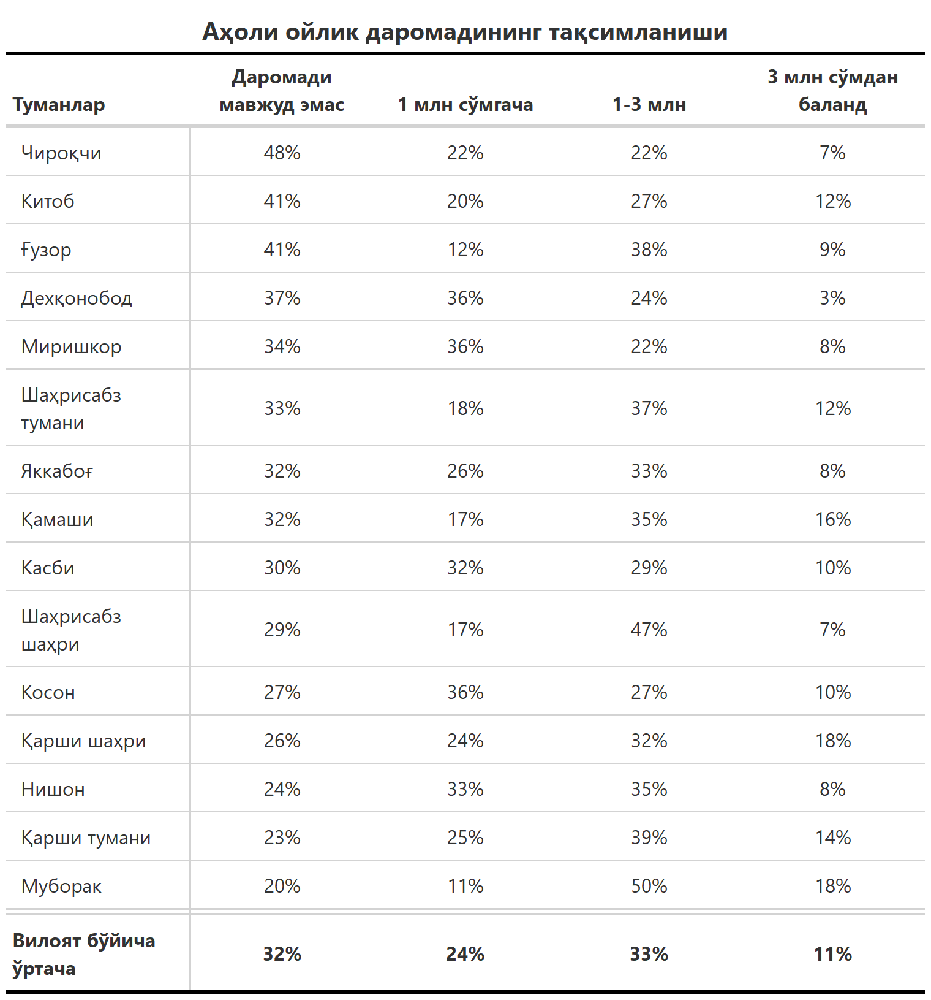 Аҳоли ойлик даромадининг тақсимланиши
Туманлар Даромади мавжуд эмас 1 млн сўмгача 1-3 млн 3 млн сўмдан баланд
Чироқчи 48% 22% 22% 7%
Китоб 41% 20% 27% 12%
Ғузор 41% 12% 38% 9%
Дехқонобод 37% 36% 24% 3%
Миришкор 34% 36% 22% 8%
Шаҳрисабз тумани 33% 18% 37% 12%
Яккабоғ 32% 26% 33% 8%
Қамаши 32% 17% 35% 16%
Касби 30% 32% 29% 10%
Шаҳрисабз шаҳри 29% 17% 47% 7%
Косон 27% 36% 27% 10%
Қарши шаҳри 26% 24% 32% 18%
Нишон 24% 33% 35% 8%
Қарши тумани 23% 25% 39% 14%
Муборак 20% 11% 50% 18%
Вилоят бўйича ўртача 32% 24% 33% 11%